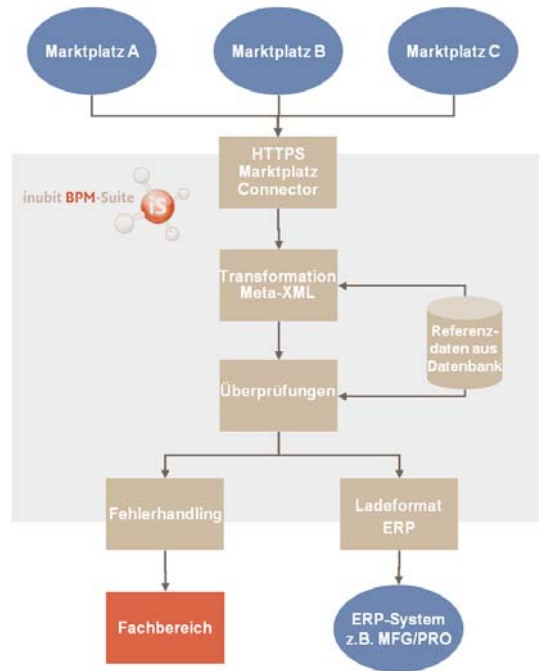 Marktplatz A
Marktplatz B
Marktplatz C
HTTPS
Marktplatz
Connector
inubit BPM-Suite
iS
Transformation
Meta-XML
Referenz-
daten aus
Datenbank
Überprüfungen
Fehlerhandling
Ladeformat
ERP
Fachbereich
ERP-System
z.B. MFG/PRO